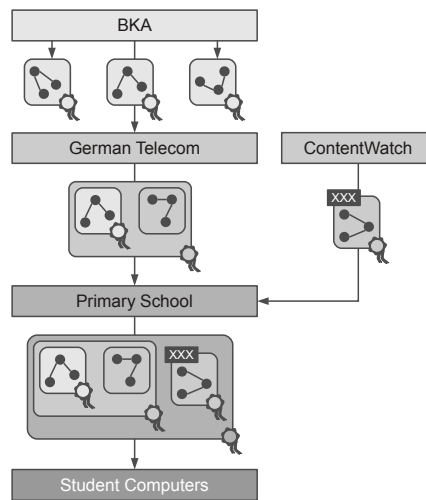 BKA
German Telecom
ContentWatch
XXX
Primary School
XXX
Student Computers